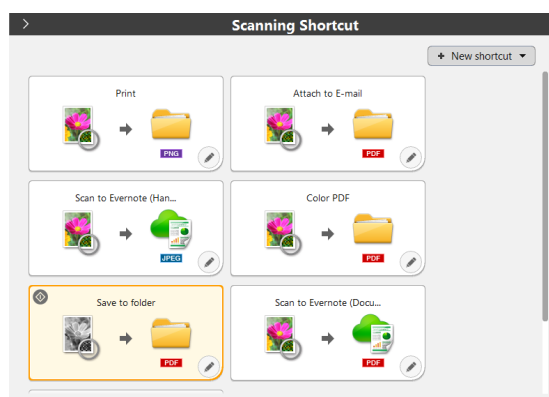 Scanning Shortcut
+ New shortcut
Print
PNG
Attach to E-mail
PDF
Scan to Evernote (Han...
JPEG
Color PDF
PDF
Save to folder
PDF
Scan to Evernote (Docu...
PDF